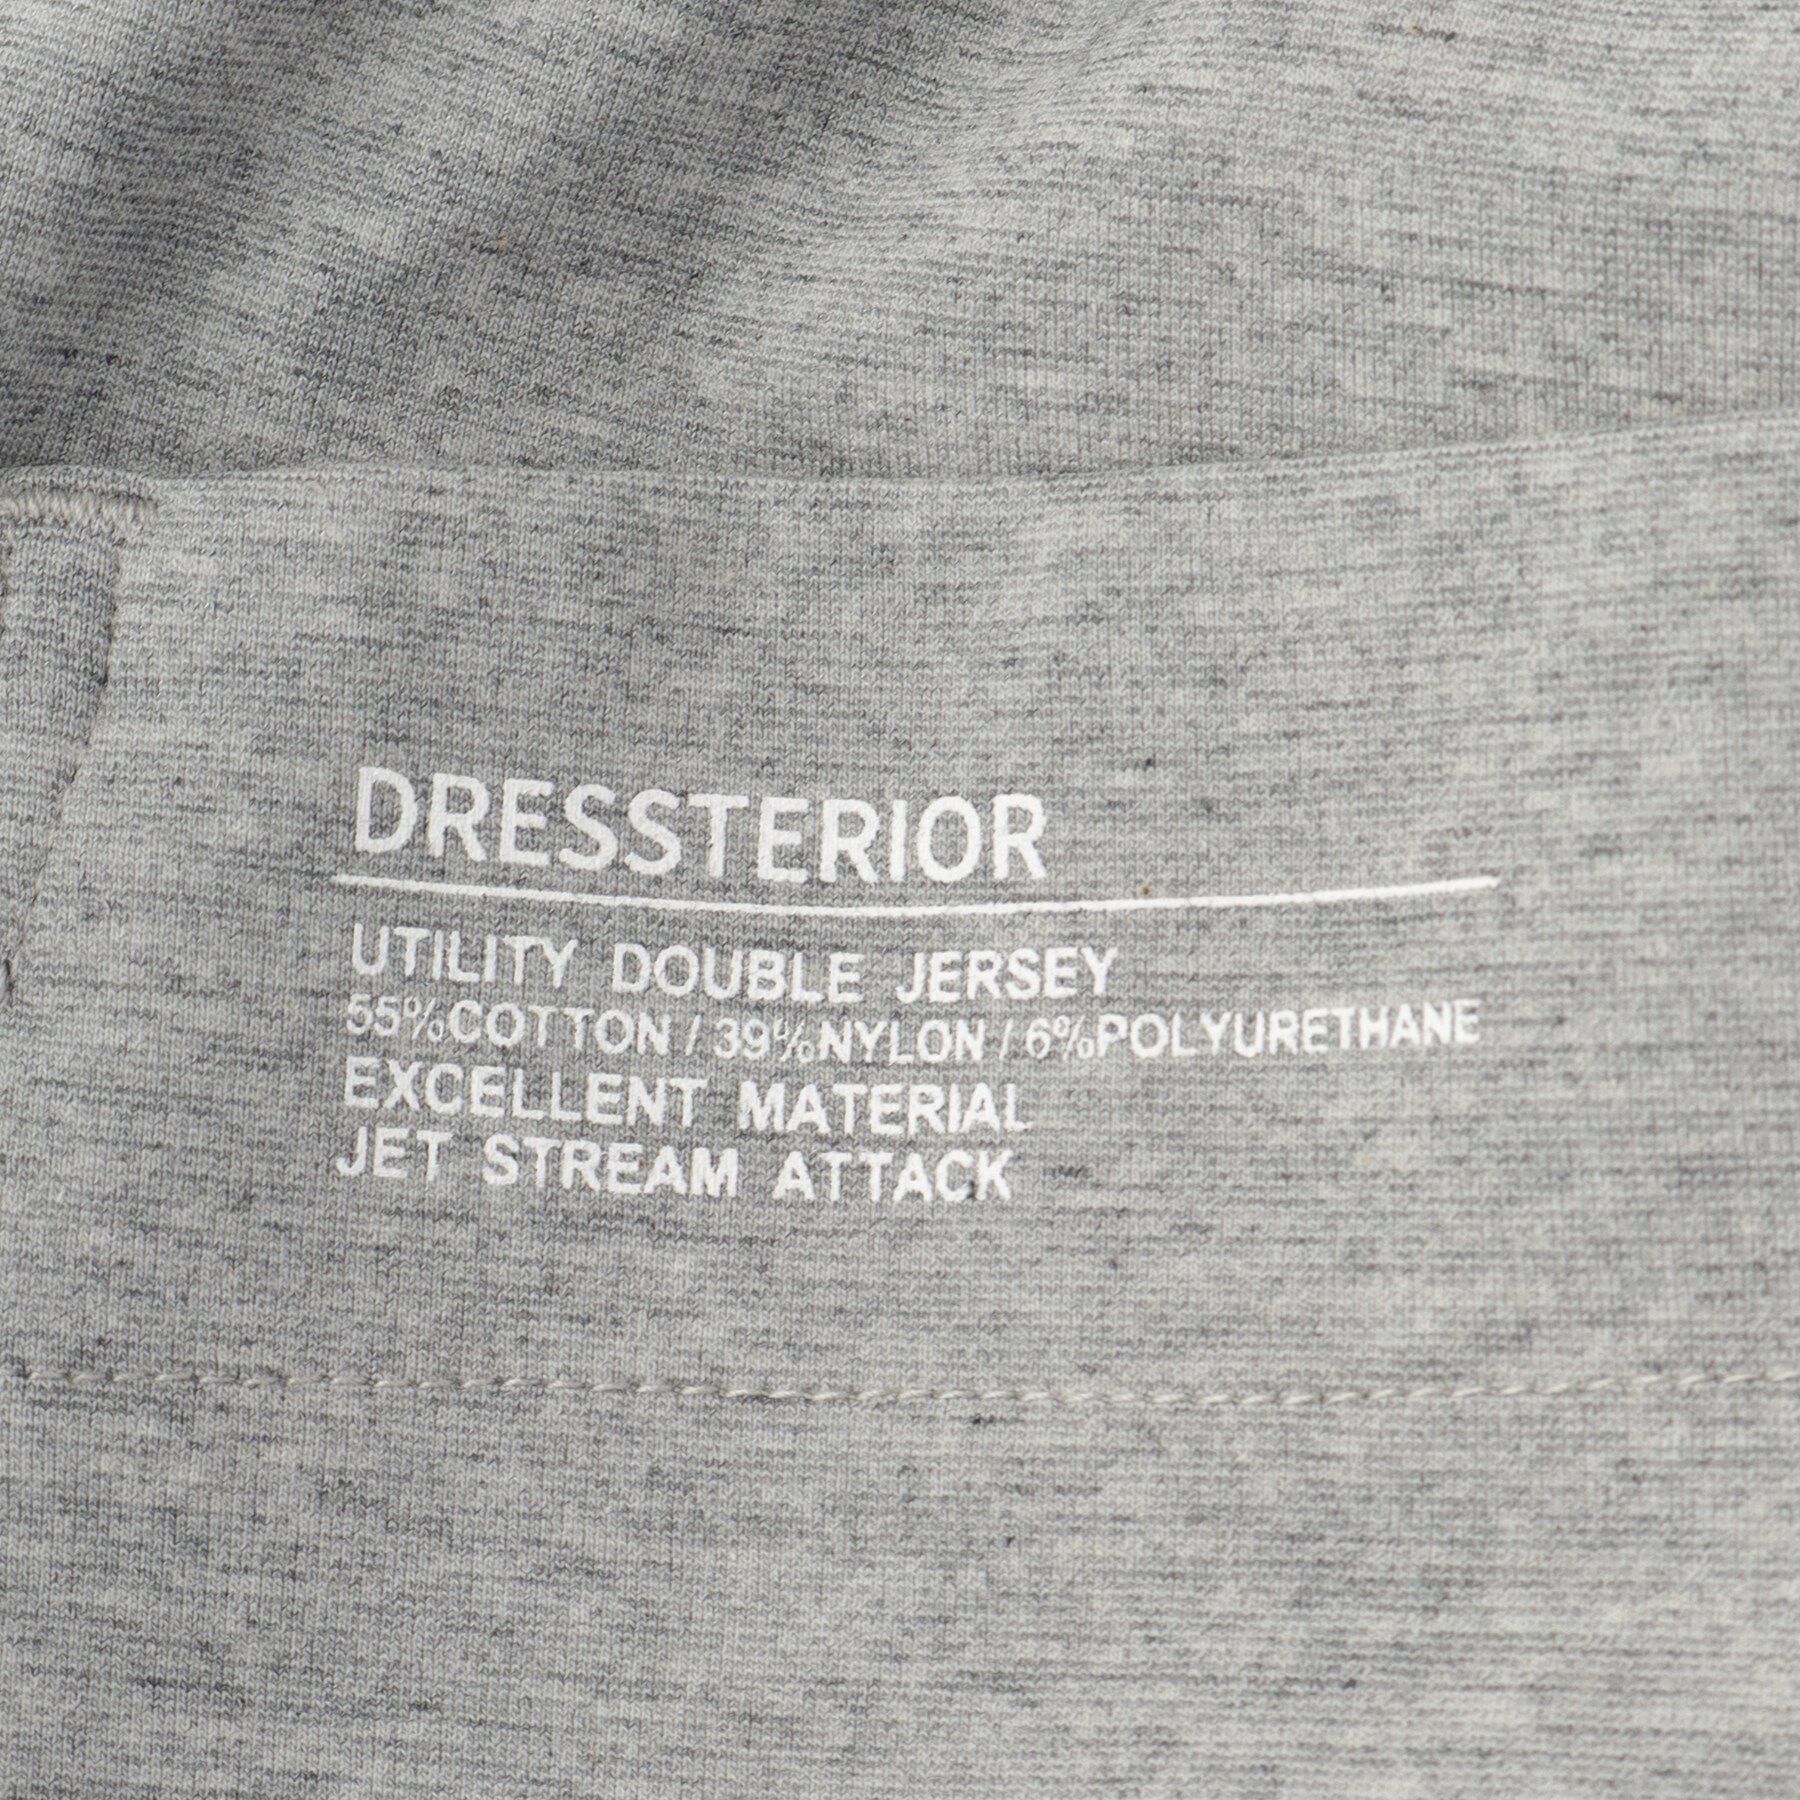 DRESSTERIOR
UTILITY DOUBLE JERSEY
55%COTTON / 39%NYLON / 6%POLYURETHANE
EXCELLENT MATERIAL
JET STREAM ATTACK